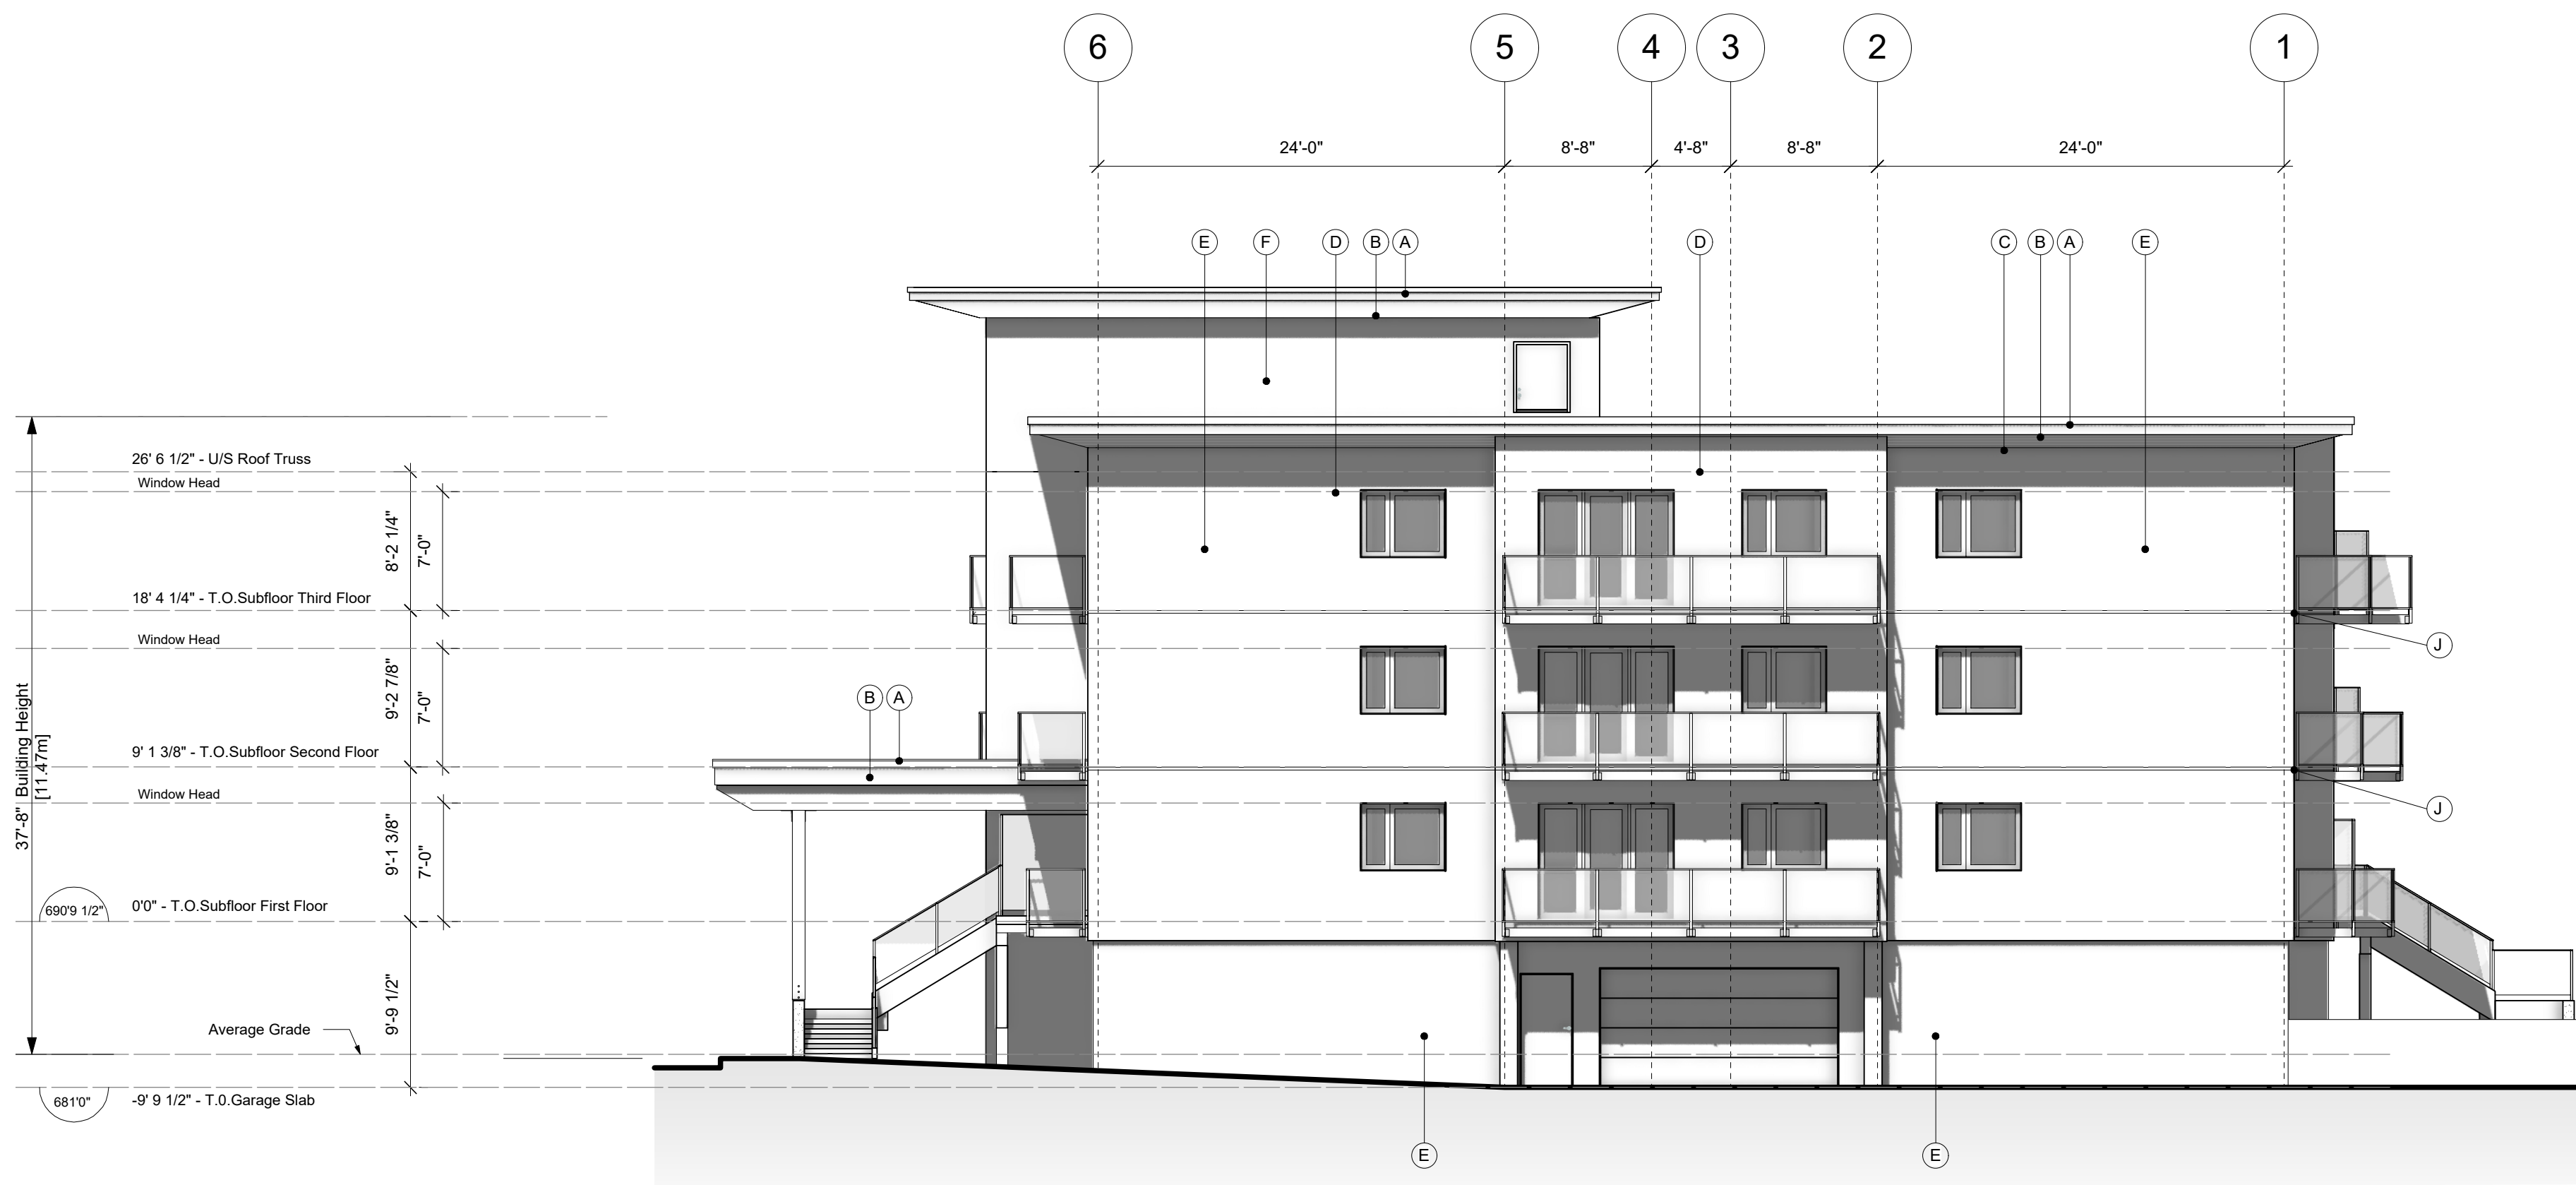 6
5
4
3
2
1
24'-0"
8'-8"
4'-8"
8'-8"
24'-0"
E
F
D
B
A
D
C
B
A
E
26' 6 1/2" - U/S Roof Truss
Window Head
8'-2 1/4"
7'-0"
18' 4 1/4" - T.O.Subfloor Third Floor
Window Head
J
9'-2 7/8"
7'-0"
B
A
37'-8" Building Height
[11.47m]
9' 1 3/8" - T.O.Subfloor Second Floor
Window Head
J
9'-1 3/8"
7'-0"
690'9 1/2"
0'0" - T.O.Subfloor First Floor
9'-9 1/2"
Average Grade
681'0"
-9' 9 1/2" - T.0.Garage Slab
E
E